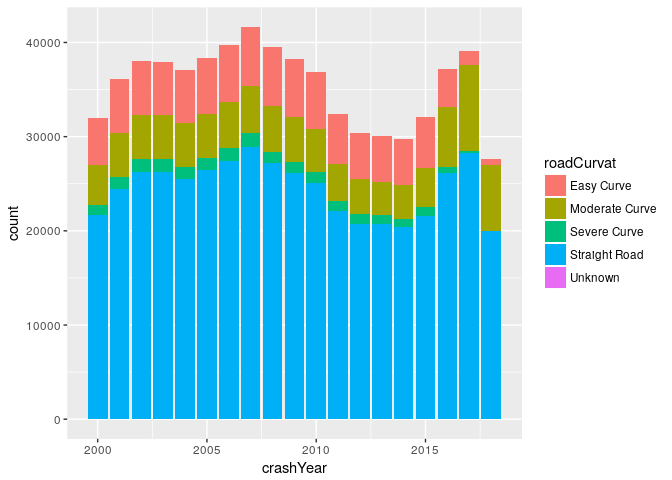 40000
30000
20000
10000
0
count
2000
2005
2010
2015
crashYear
roadCurvat
Easy Curve
Moderate Curve
Severe Curve
Straight Road
Unknown